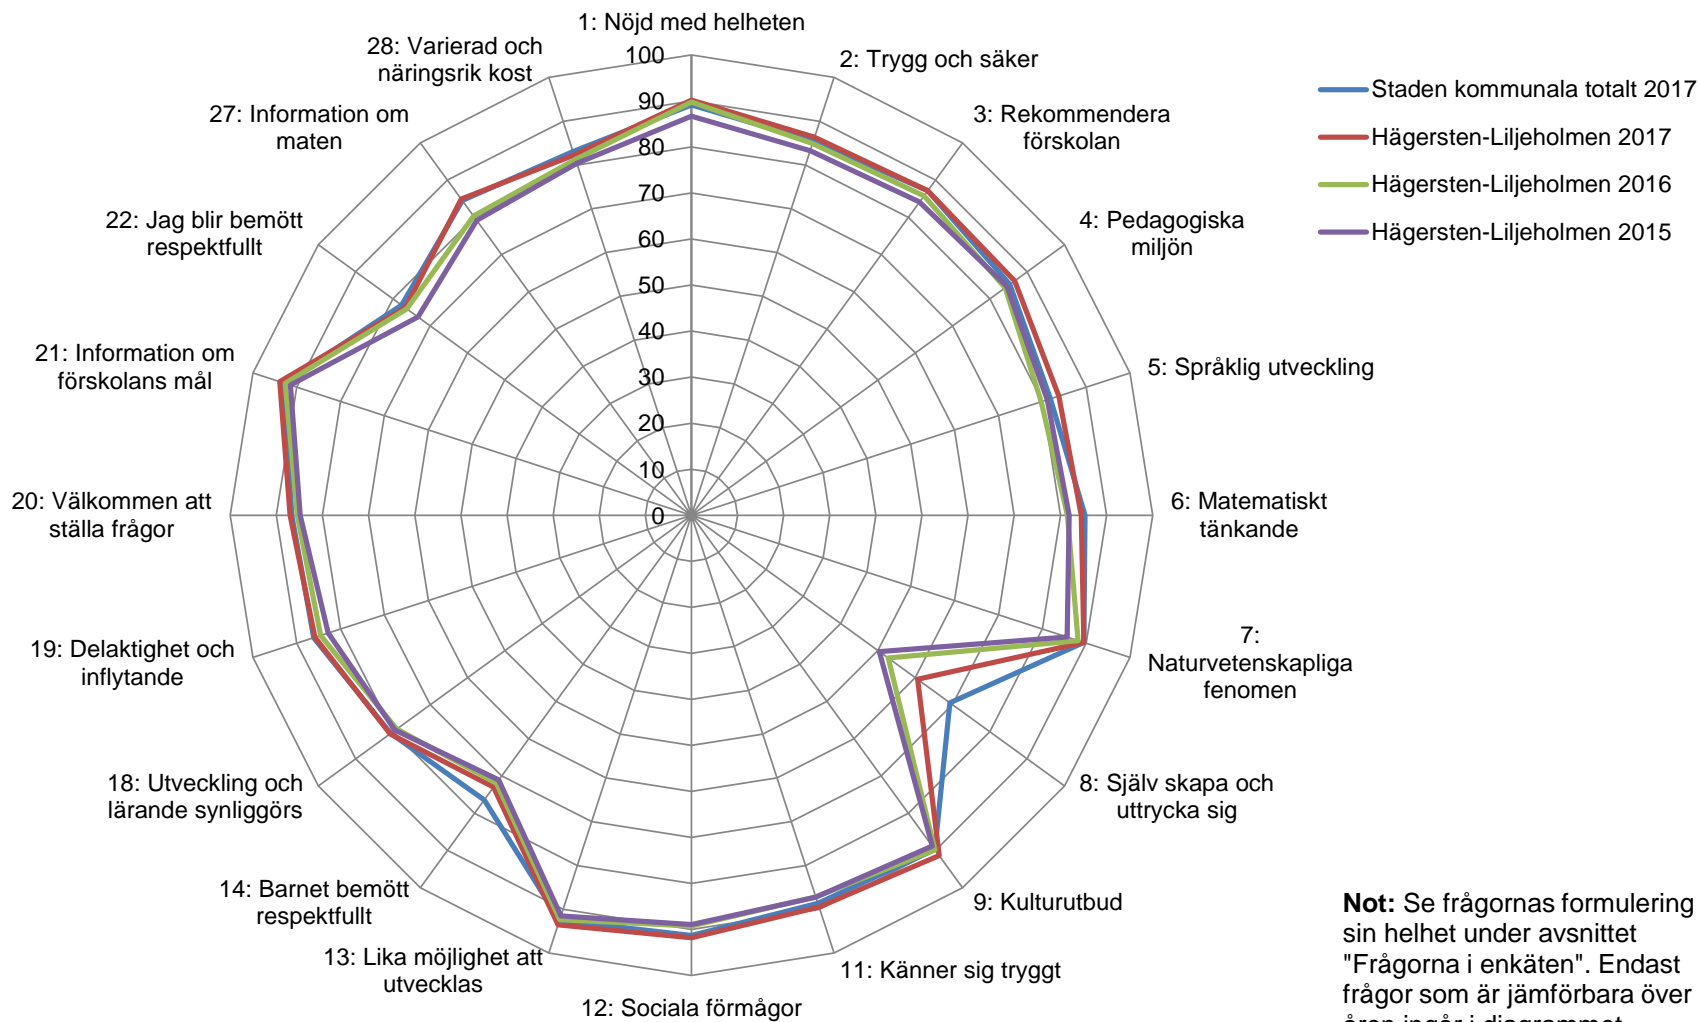 1: Nöjd med helheten
2: Trygg och säker
3: Rekommendera
förskolan
4: Pedagogiska
miljön
5: Språklig utveckling
6: Matematiskt
tänkande
7:
Naturvetenskapliga
fenomen
8: Själv skapa och
uttrycka sig
9: Kulturutbud
11: Känner sig tryggt
12: Sociala förmågor
13: Lika möjlighet att
utvecklas
14: Barnet bemött
respektfullt
18: Utveckling och
lärande synliggörs
19: Delaktighet och
inflytande
20: Välkommen att
ställa frågor
21: Information om
förskolans mål
22: Jag blir bemött
respektfullt
27: Information om
maten
28: Varierad och
näringsrik kost
100
90
80
70
60
50
40
30
20
10
0
Staden kommunala totalt 2017
Hägersten-Liljeholmen 2017
Hägersten-Liljeholmen 2016
Hägersten-Liljeholmen 2015
Not: Se frågornas formulering
sin helhet under avsnittet
"Frågorna i enkäten". Endast
frågor som är jämförbara över
åren ingår i diagrammet